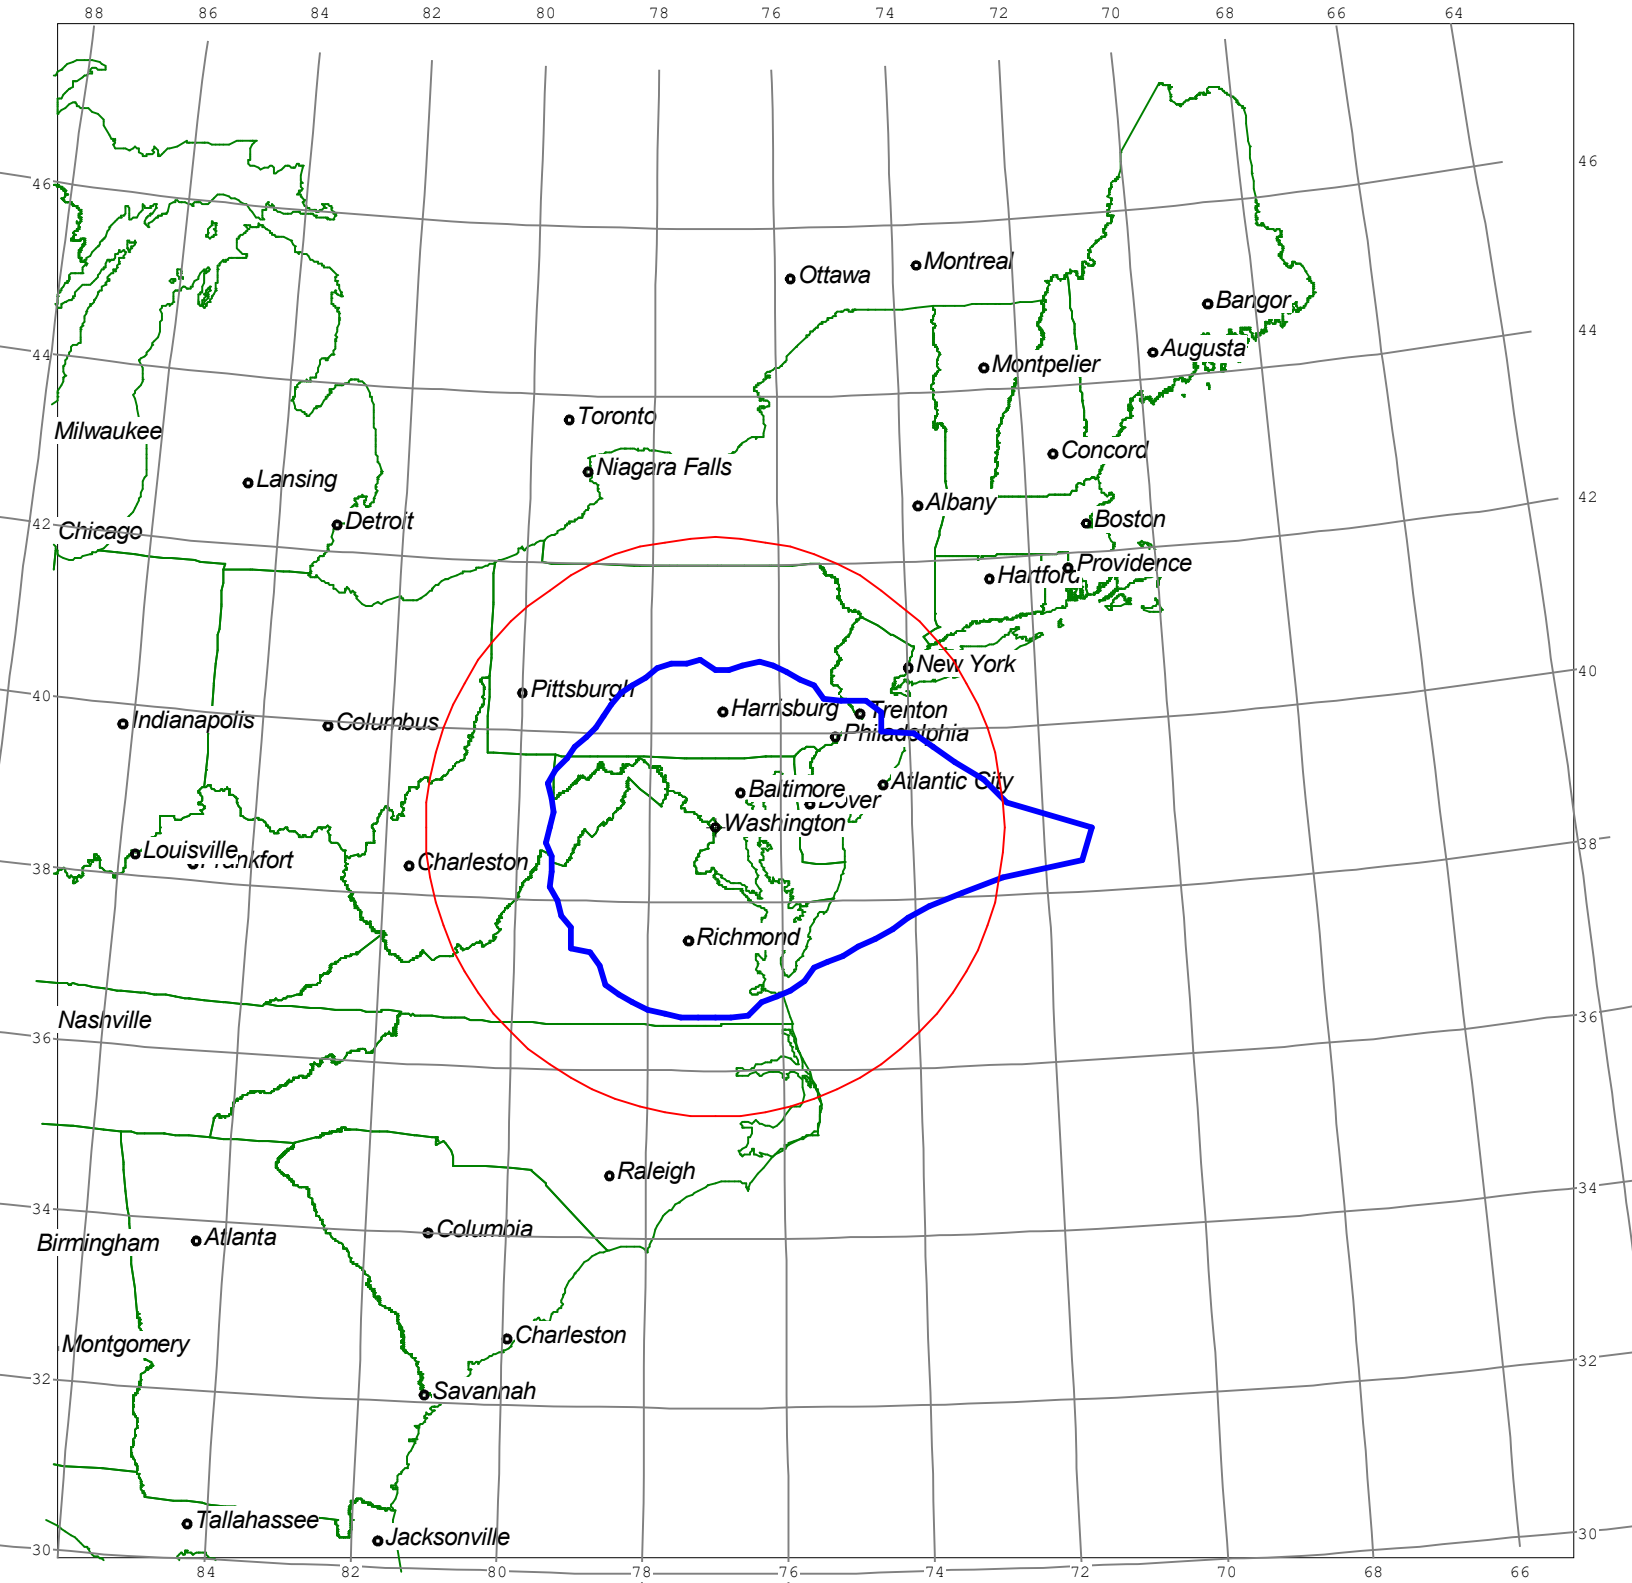 88 86 84 82 80 78 76 74 72 70 68 66 64
46 46
Ottawa Montreal
Bangor
44 44
Augusta
Montpelier
Toronto
Milwaukee
Concord
Niagara Falls
Lansing
42 42
Albany
Detroit Boston
Chicago
Providence
Hartford
New York
40 40
Pittsburgh
Harrisburg Trenton
Indianapolis Columbus
Philadelphia
Atlantic City
Baltimore
Dover
Washington
38 38
Louisville
Frankfort Charleston
Richmond
36 36
Nashville
Raleigh
34 34
Columbia
Birmingham Atlanta
Charleston
Montgomery
32 32
Savannah
Tallahassee
Jacksonville
30 30
84 82 80 78 76 74 72 70 68 66